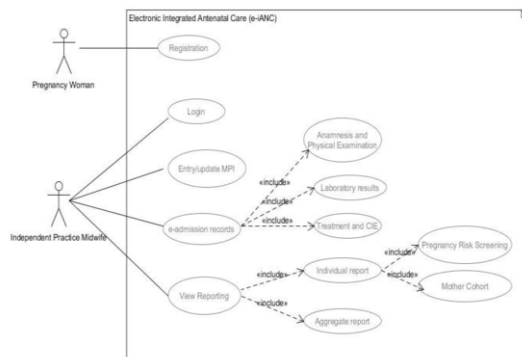 Electronic Integrated Antenatal Care (e-iANC)
Registration
Pregnancy Woman
Login
Anamnesis and
Physical Examination
«include»
Entry/update MPI
Laboratory results
«include»
«include»
e-admission records
Treatment and CIE
Independent Practice Midwife
Pregnancy Risk Screening
«include»
«include»
View Reporting
Individual report
«include»
Mother Cohort
«include»
Aggregate report